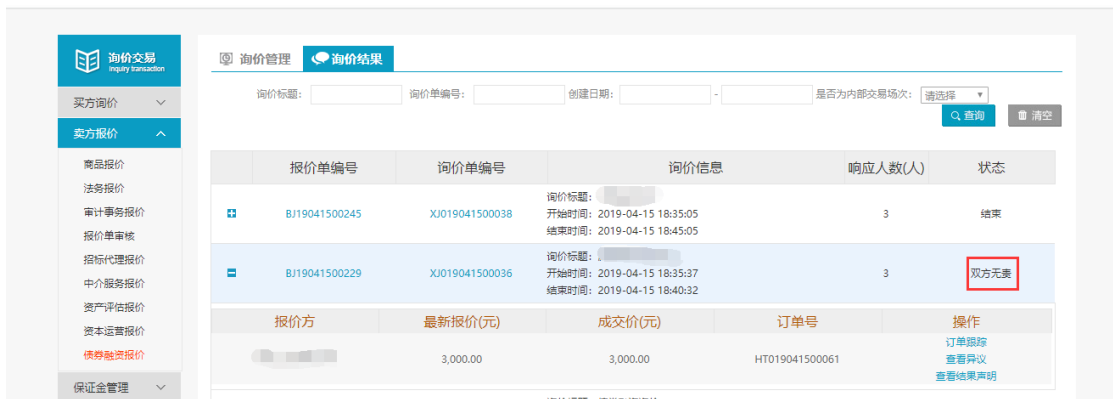 询价交易
Inquiry transaction
买方询价
卖方报价
商品报价
法务报价
审计事务报价
报价单审核
招标代理报价
中介服务报价
资产评估报价
资本运营报价
债券融资报价
保证金管理
询价管理 询价结果
询价标题: 询价单编号: 创建日期: - 是否为内部交易场次: 请选择
查询 清空
报价单编号 询价单编号 询价信息 响应人数(人) 状态
询价标题:
BJ19041500245 XJ019041500038 开始时间: 2019-04-15 18:35:05 3 结束
结束时间: 2019-04-15 18:45:05
询价标题:
BJ19041500229 XJ019041500036 开始时间: 2019-04-15 18:35:37 3 双方无责
结束时间: 2019-04-15 18:40:32
报价方 最新报价(元) 成交价(元) 订单号 操作
3,000.00 3,000.00 HT019041500061
订单跟踪
查看异议
查看结果声明